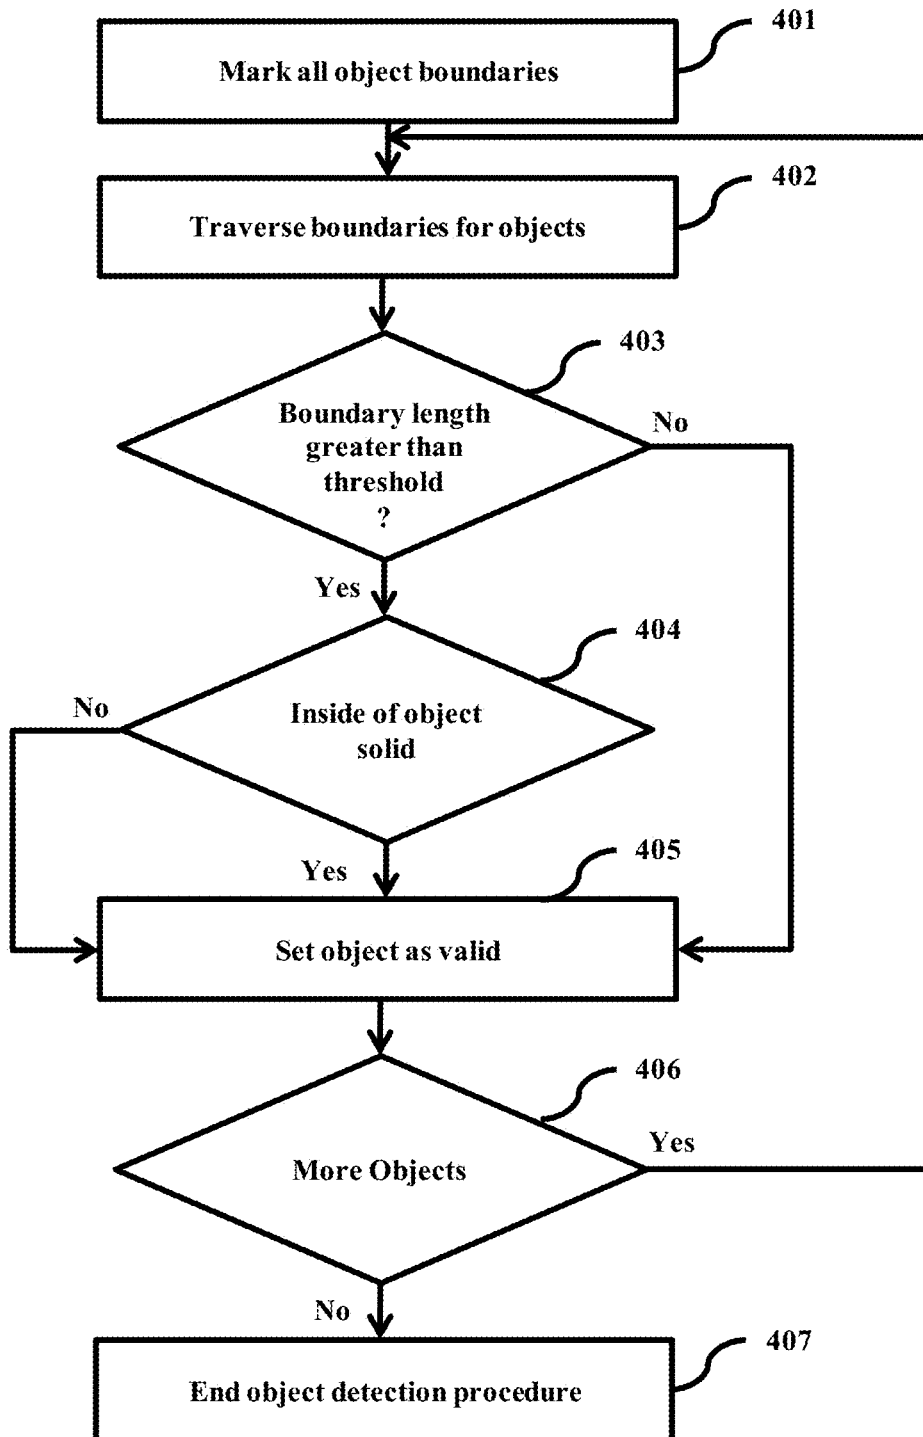 401
Mark all object boundaries
402
Traverse boundaries for objects
403
Boundary length
greater than
threshold
?
No
Yes
404
Inside of object
solid
No
Yes
405
Set object as valid
406
More Objects
Yes
No
407
End object detection procedure